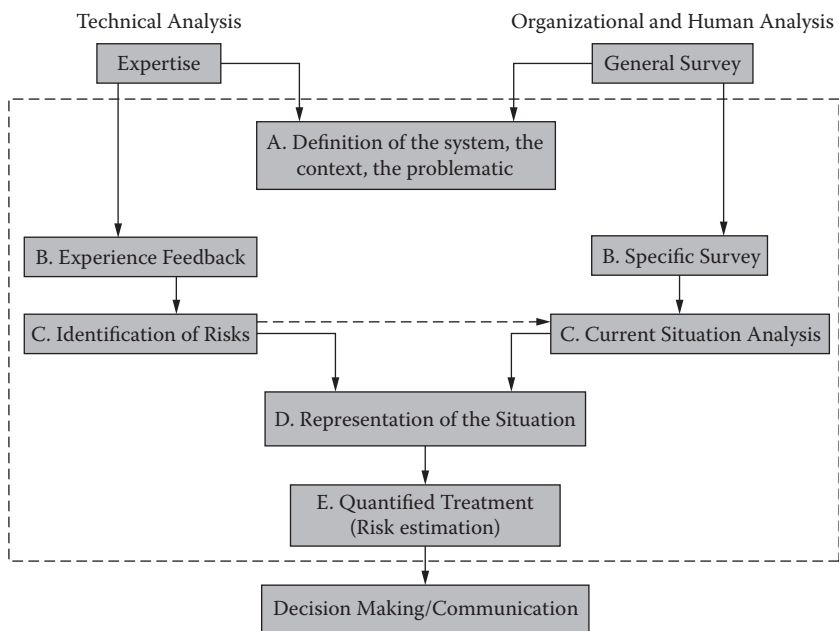 Technical Analysis
Organizational and Human Analysis
Expertise
General Survey
A. Definition of the system, the
context, the problematic
B. Experience Feedback
B. Specific Survey
C. Identification of Risks
C. Current Situation Analysis
D. Representation of the Situation
E. Quantified Treatment
(Risk estimation)
Decision Making/Communication